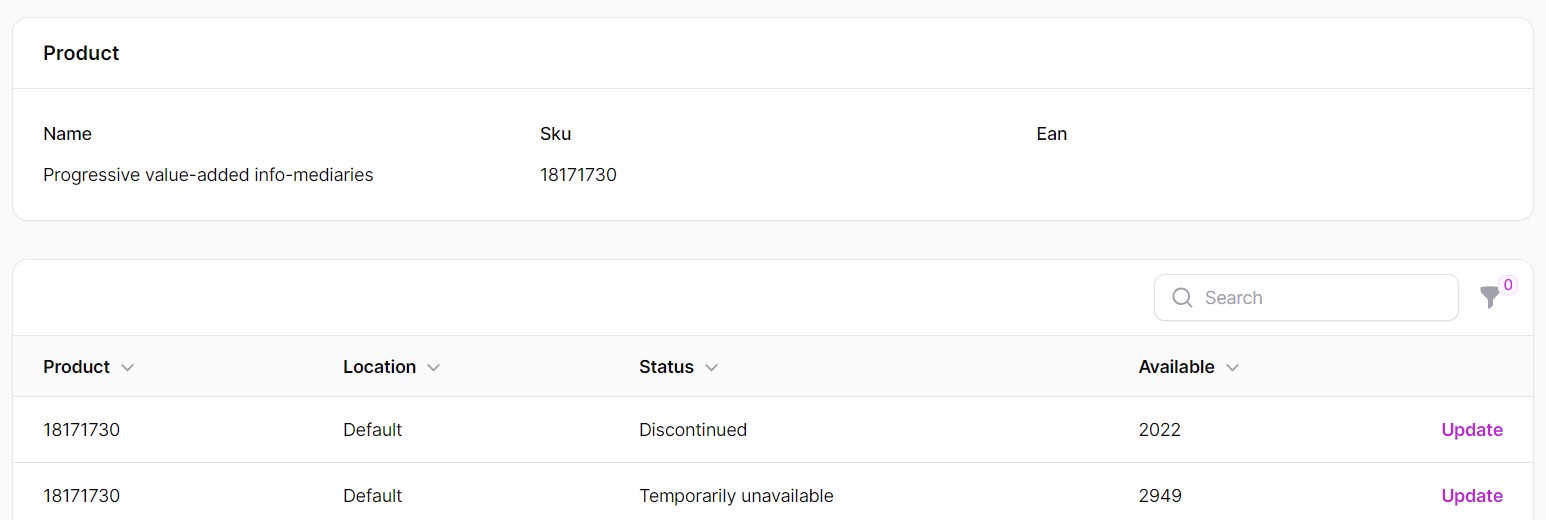 Product
Name Sku Ean
Progressive value-added info-mediaries 18171730
Search 0
Product Location Status Available
18171730 Default Discontinued 2022 Update
18171730 Default Temporarily unavailable 2949 Update